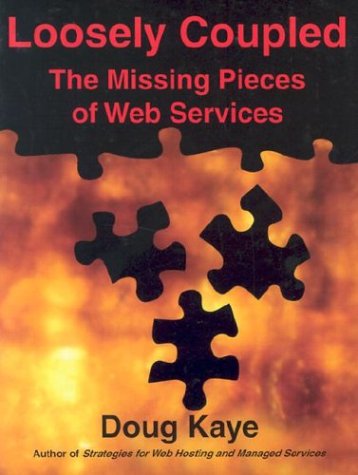 Loosely Coupled
The Missing Pieces
of Web Services
Doug Kaye
Author of Strategies for Web Hosting and Managed Services